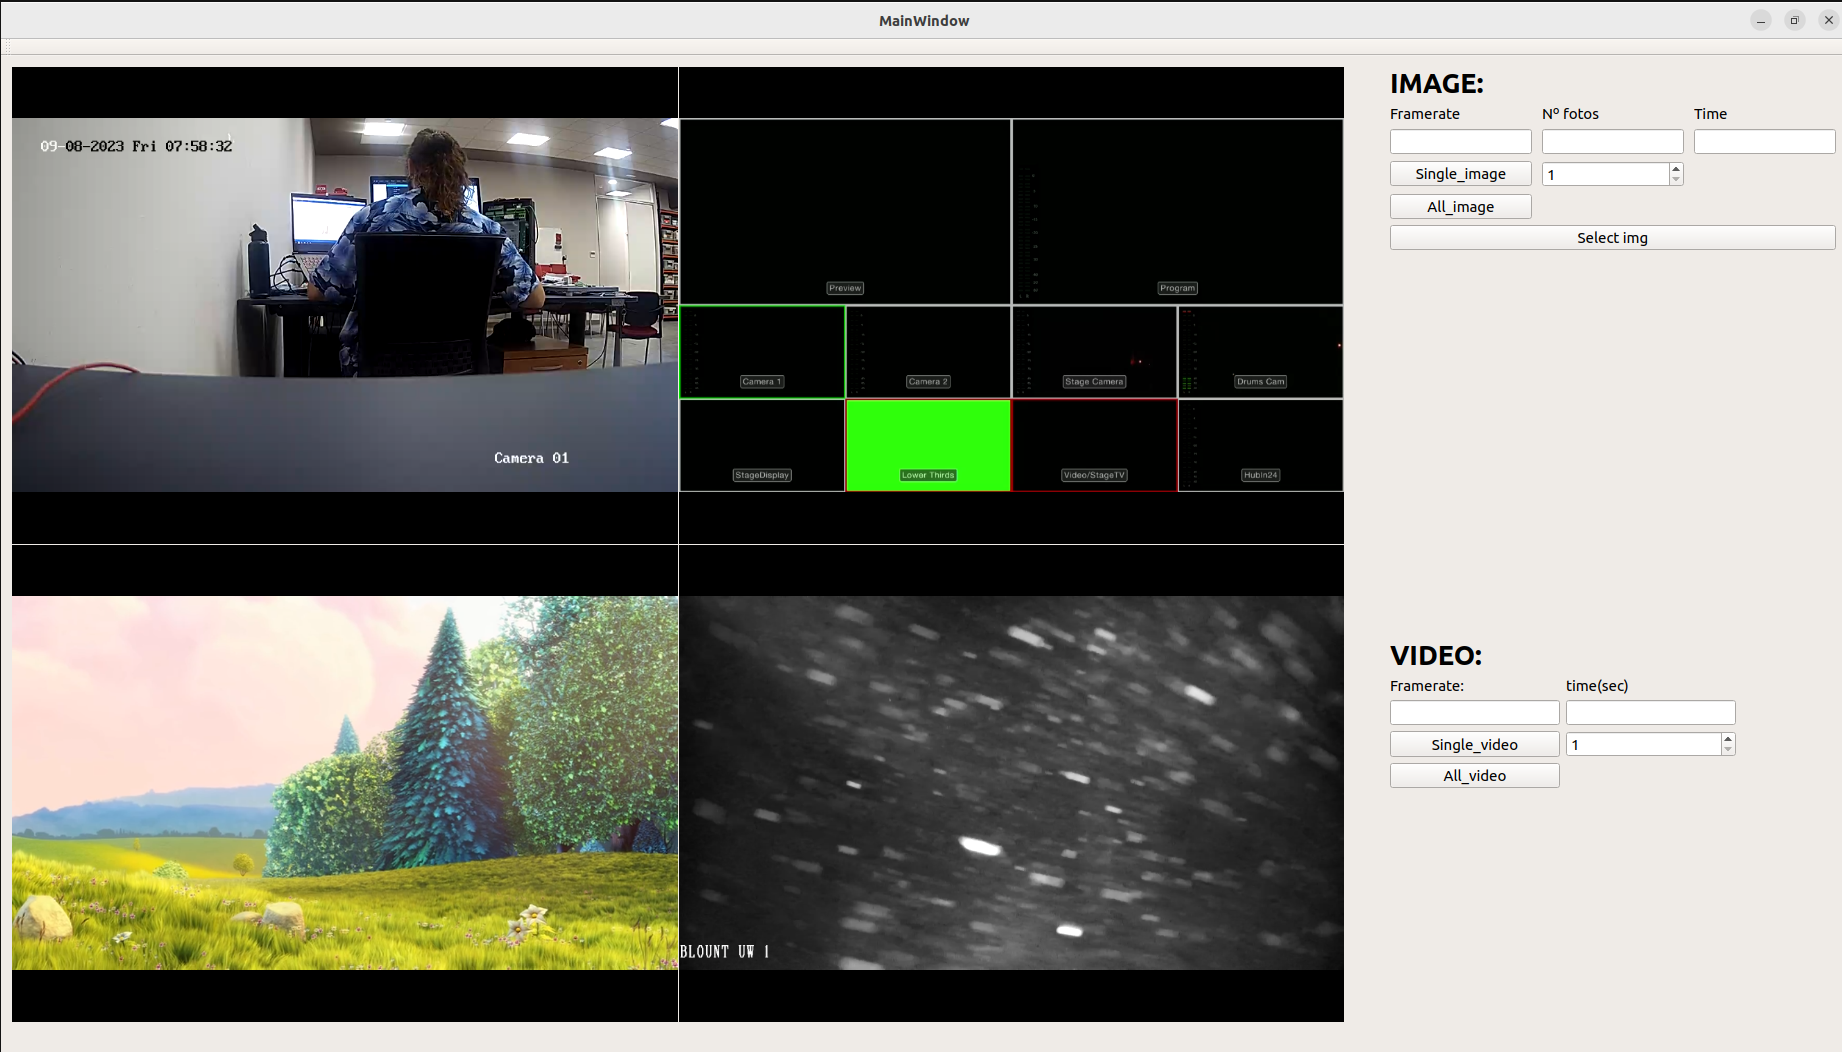 MainWindow
09-08-2023 Fri 07:58:32
Camera 01
Preview
Program
Camera 1
Camera 2
Stage Camera
Drums Cam
StageDisplay
Lower Thirds
Video/StageTV
HubIn24
BLOUNT UW 1
IMAGE:
Framerate
Nº fotos
Time
Single_image
1
All_image
Select img
VIDEO:
Framerate:
time(sec)
Single_video
1
All_video